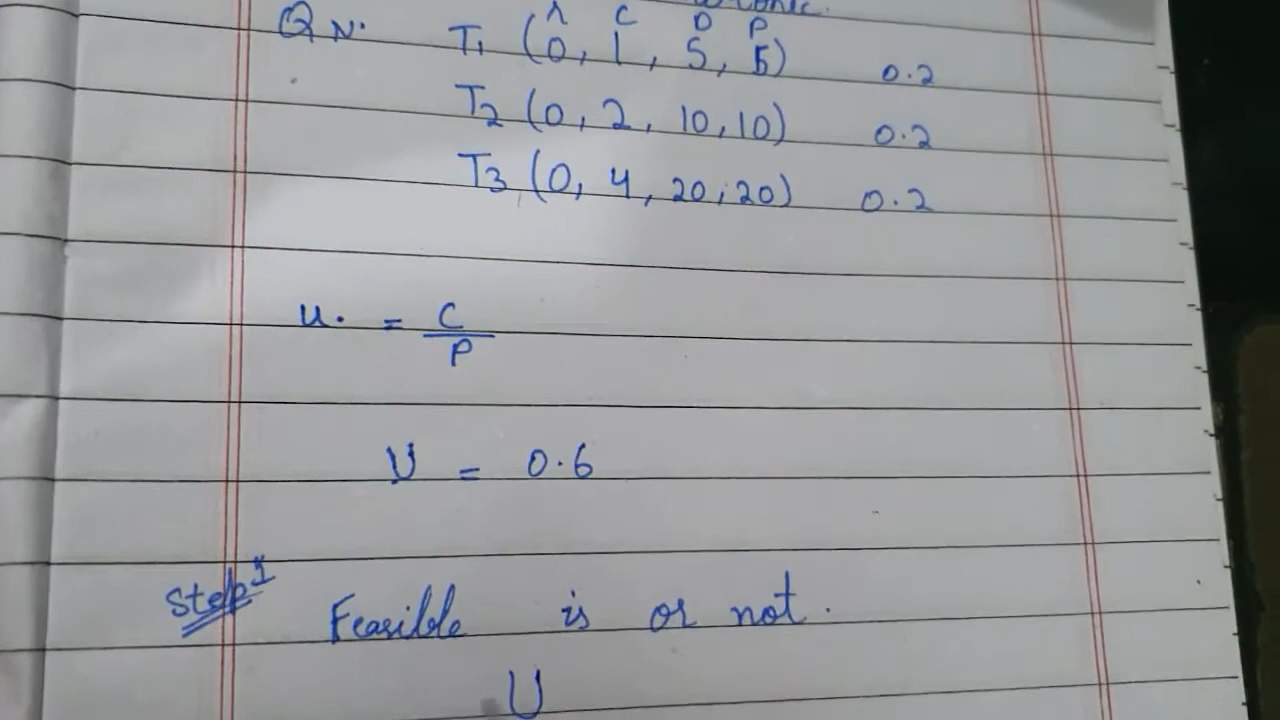 A C D P
Q N. T1 (0, 1, 5, 5) 0.2
T2 (0, 2, 10, 10) 0.2
T3 (0, 4, 20, 20) 0.2
u. = C
P
U = 0.6
Step 1 Feasible is or not.
U